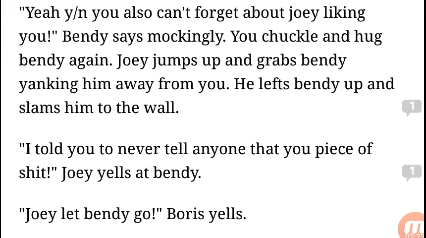 "Yeah y/n you also can't forget about joey liking
you!" Bendy says mockingly. You chuckle and hug
bendy again. Joey jumps up and grabs bendy
yanking him away from you. He lefts bendy up and
slams him to the wall.
1
"I told you to never tell anyone that you piece of
shit!" Joey yells at bendy.
1
"Joey let bendy go!" Boris yells.